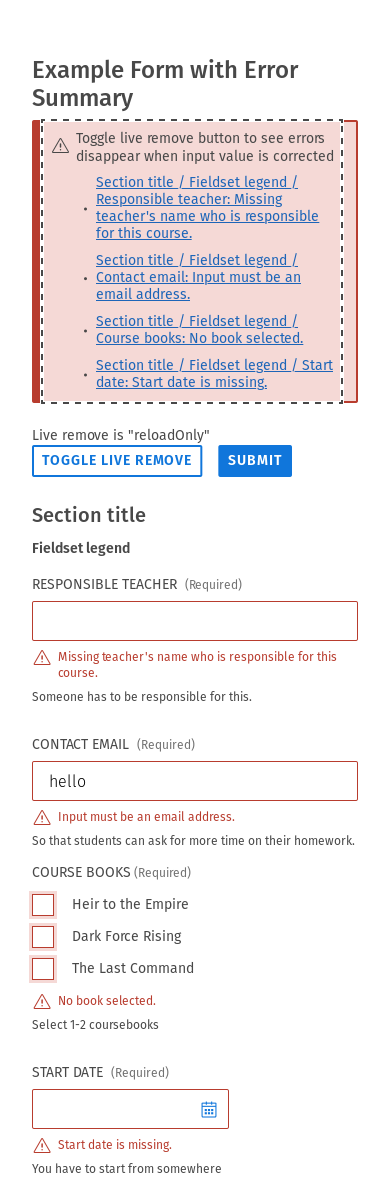 Example Form with Error
Summary
Toggle live remove button to see errors
disappear when input value is corrected
Section title / Fieldset legend /
Responsible teacher: Missing
teacher's name who is responsible
for this course.
Section title / Fieldset legend /
Contact email: Input must be an
email address.
Section title / Fieldset legend /
Course books: No book selected.
Section title / Fieldset legend / Start
date: Start date is missing.
Live remove is "reloadOnly"
TOGGLE LIVE REMOVE SUBMIT
Section title
Fieldset legend
RESPONSIBLE TEACHER (Required)
Missing teacher's name who is responsible for this
course.
Someone has to be responsible for this.
CONTACT EMAIL (Required)
hello
Input must be an email address.
So that students can ask for more time on their homework.
COURSE BOOKS (Required)
Heir to the Empire
Dark Force Rising
The Last Command
No book selected.
Select 1-2 coursebooks
START DATE (Required)
Start date is missing.
You have to start from somewhere